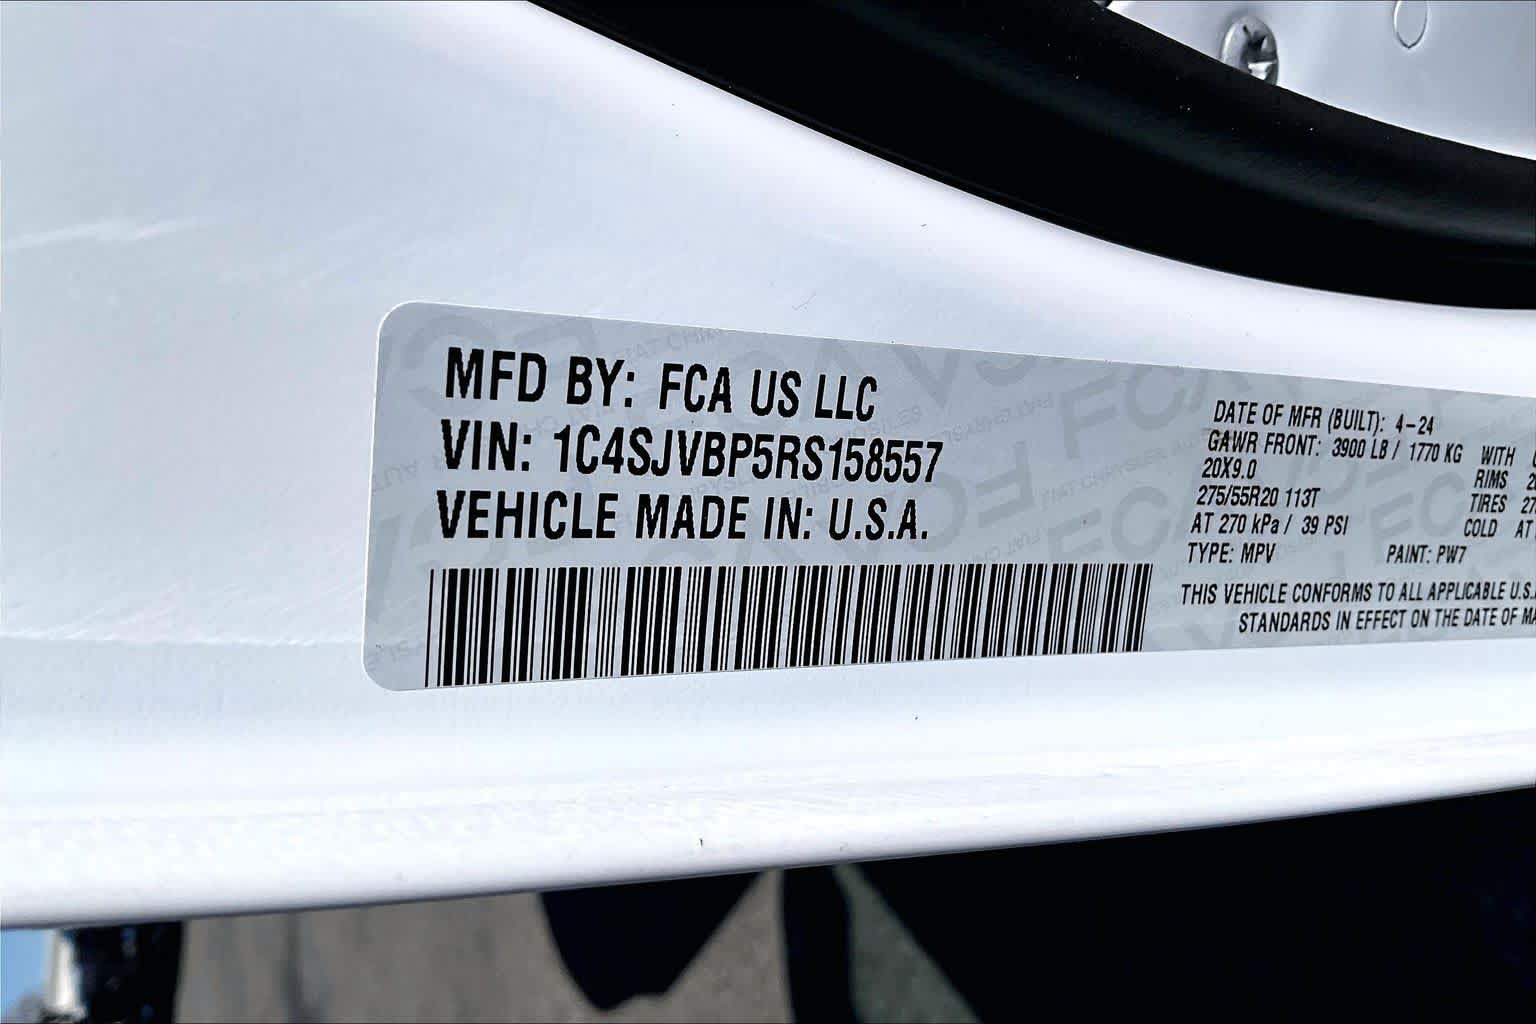 MFD BY: FCA US LLC
VIN: 1C4SJVBP5RS158557
VEHICLE MADE IN: U.S.A.
DATE OF MFR (BUILT): 4-24
GAWR FRONT: 3900 LB / 1770 KG WITH
20X9.0 RIMS
275/55R20 113T TIRES
AT 270 kPa / 39 PSI COLD AT
TYPE: MPV PAINT: PW7
THIS VEHICLE CONFORMS TO ALL APPLICABLE U.S.A
STANDARDS IN EFFECT ON THE DATE OF